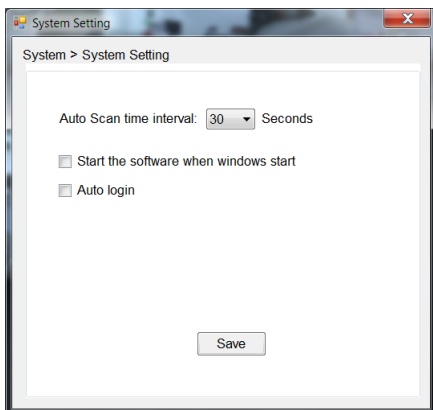 System Setting
System > System Setting
Auto Scan time interval: 30 Seconds
Start the software when windows start
Auto login
Save